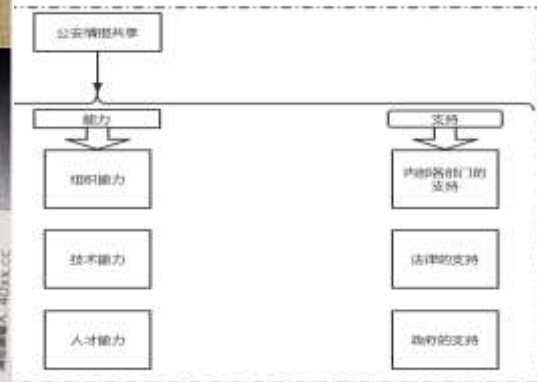 公安情报共享
能力
支持
组织能力
内部各部门的
支持
技术能力
法律的支持
人才能力
政府的支持